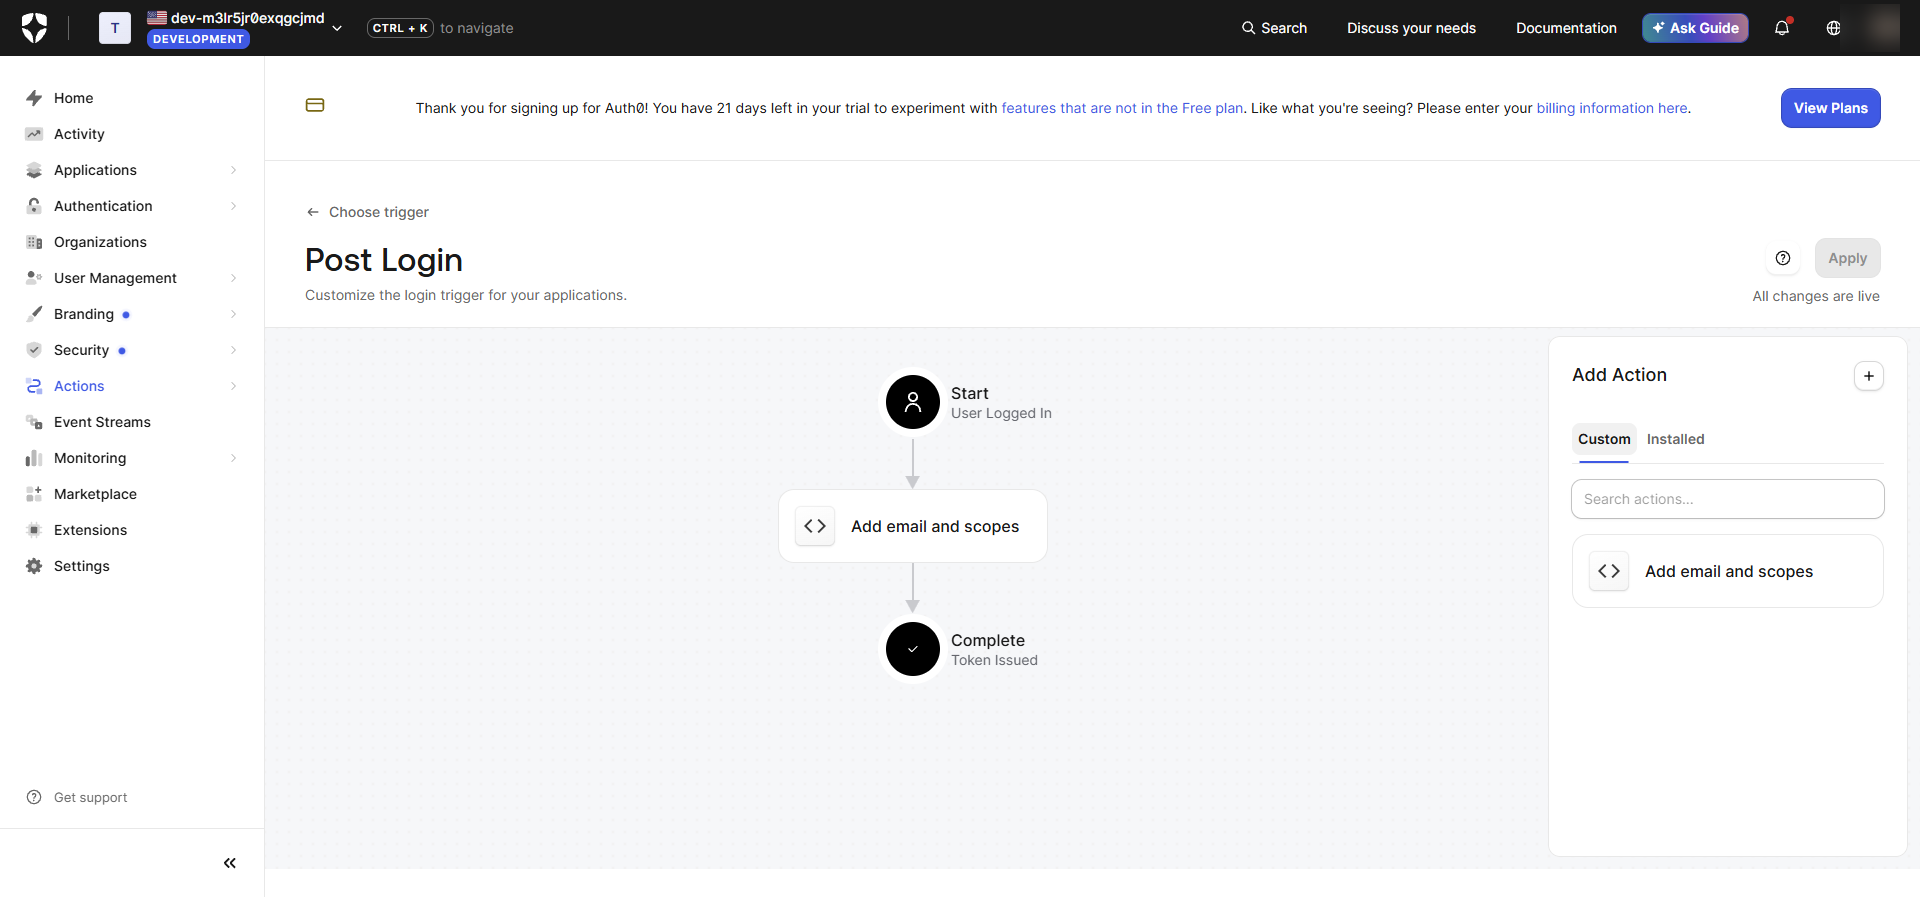 T
dev-m3lr5jr0exqgcjmd
DEVELOPMENT
CTRL + K to navigate
Search
Discuss your needs
Documentation
Ask Guide
Home
Activity
Applications
Authentication
Organizations
User Management
Branding
Security
Actions
Event Streams
Monitoring
Marketplace
Extensions
Settings
Get support
Thank you for signing up for Auth0! You have 21 days left in your trial to experiment with features that are not in the Free plan. Like what you're seeing? Please enter your billing information here.
View Plans
Choose trigger
Post Login
Customize the login trigger for your applications.
Apply
All changes are live
Start
User Logged In
Add email and scopes
Complete
Token Issued
Add Action
Custom
Installed
Search actions...
Add email and scopes